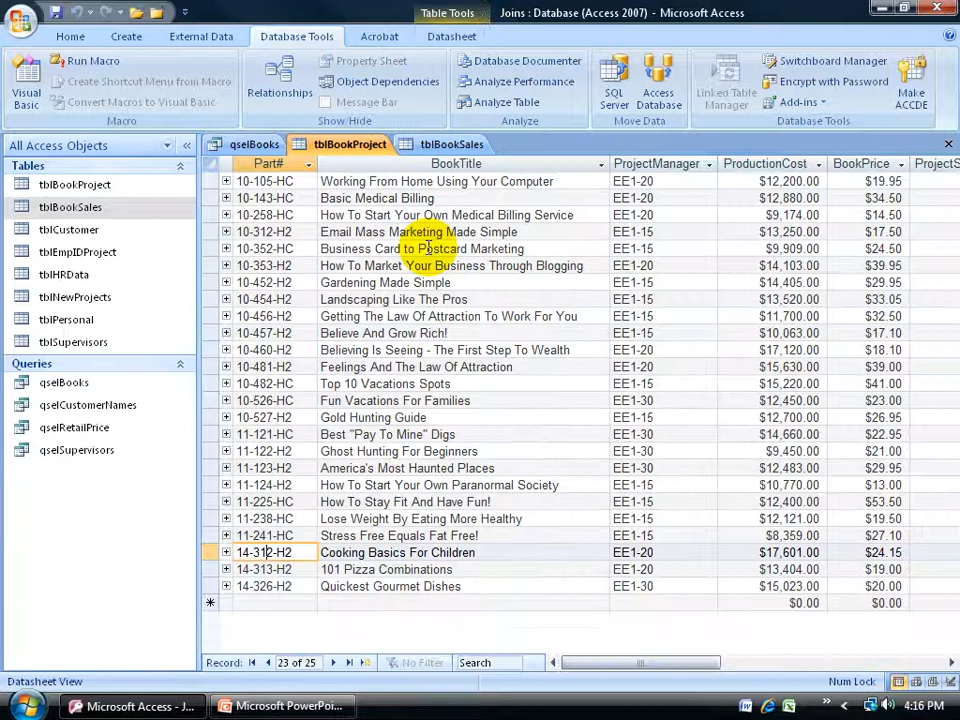 Table Tools Joins : Database (Access 2007) - Microsoft Access
Home Create External Data Database Tools Acrobat Datasheet
Visual Basic
Run Macro
Create Shortcut Menu from Macro
Convert Macros to Visual Basic
Macro
Relationships
Property Sheet
Object Dependencies
Message Bar
Show/Hide
Database Documenter
Analyze Performance
Analyze Table
Analyze
SQL Server
Access Database
Move Data
Linked Table Manager
Switchboard Manager
Encrypt with Password
Add-ins
Make ACCDE
Database Tools
All Access Objects
Tables
tblBookProject
tblBookSales
tblCustomer
tblEmpIDProject
tblHRData
tblNewProjects
tblPersonal
tblSupervisors
Queries
qselBooks
qselCustomerNames
qselRetailPrice
qselSupervisors
qselBooks tblBookProject tblBookSales
Part# BookTitle ProjectManager ProductionCost BookPrice ProjectS
10-105-HC Working From Home Using Your Computer EE1-20 $12,200.00 $19.95
10-143-HC Basic Medical Billing EE1-20 $12,880.00 $34.50
10-258-HC How To Start Your Own Medical Billing Service EE1-20 $9,174.00 $14.50
10-312-H2 Email Mass Marketing Made Simple EE1-20 $13,250.00 $17.50
10-352-HC Business Card to Postcard Marketing EE1-15 $9,909.00 $24.50
10-353-H2 How To Market Your Business Through Blogging EE1-20 $14,103.00 $39.95
10-452-H2 Gardening Made Simple EE1-20 $14,405.00 $29.95
10-454-H2 Landscaping Like The Pros EE1-15 $13,520.00 $33.05
10-456-H2 Getting The Law Of Attraction To Work For You EE1-15 $11,700.00 $32.50
10-457-H2 Believe And Grow Rich! EE1-15 $10,063.00 $17.10
10-460-H2 Believing Is Seeing - The First Step To Wealth EE1-20 $17,120.00 $18.10
10-481-H2 Feelings And The Law Of Attraction EE1-20 $15,630.00 $39.00
10-482-HC Top 10 Vacations Spots EE1-15 $15,220.00 $41.00
10-526-HC Fun Vacations For Families EE1-15 $12,450.00 $23.00
10-527-H2 Gold Hunting Guide EE1-15 $12,700.00 $26.95
11-121-HC Best "Pay To Mine" Digs EE1-30 $14,660.00 $22.95
11-122-H2 Ghost Hunting For Beginners EE1-30 $9,450.00 $21.00
11-123-H2 America's Most Haunted Places EE1-30 $12,483.00 $29.95
11-124-H2 How To Start Your Own Paranormal Society EE1-15 $10,770.00 $13.00
11-225-HC How To Stay Fit And Have Fun! EE1-15 $12,400.00 $53.50
11-238-HC Lose Weight By Eating More Healthy EE1-15 $12,126.00 $19.50
11-241-HC Stress Free Equals Fat Free! EE1-15 $8,359.00 $27.10
14-312-H2 Cooking Basics For Children EE1-20 $17,601.00 $24.15
14-313-H2 101 Pizza Combinations EE1-20 $13,404.00 $19.00
14-326-H2 Quickest Gourmet Dishes EE1-30 $15,023.00 $20.00
$0.00 $0.00
Record: 23 of 25 No Filter Search
Datasheet View Num Lock
Microsoft Access - J... Microsoft PowerPoi... 4:16 PM